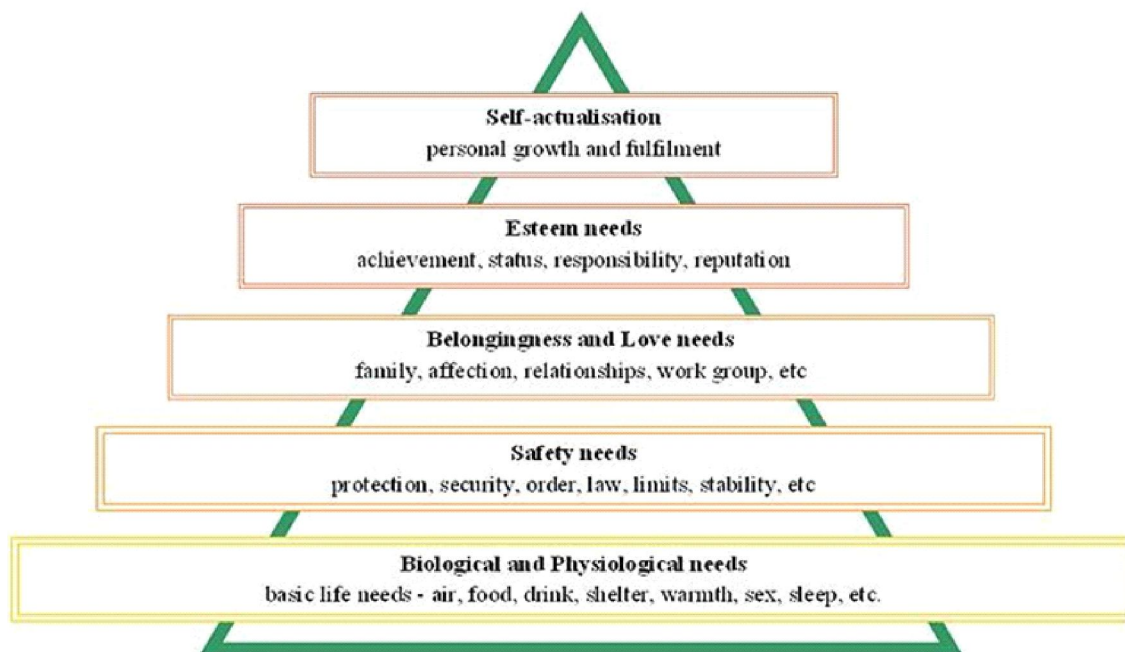 Self-actualisation
personal growth and fulfilment
Esteem needs
achievement, status, responsibility, reputation
Belongingness and Love needs
family, affection, relationships, work group, etc
Safety needs
protection, security, order, law, limits, stability, etc
Biological and Physiological needs
basic life needs - air, food, drink, shelter, warmth, sex, sleep, etc.